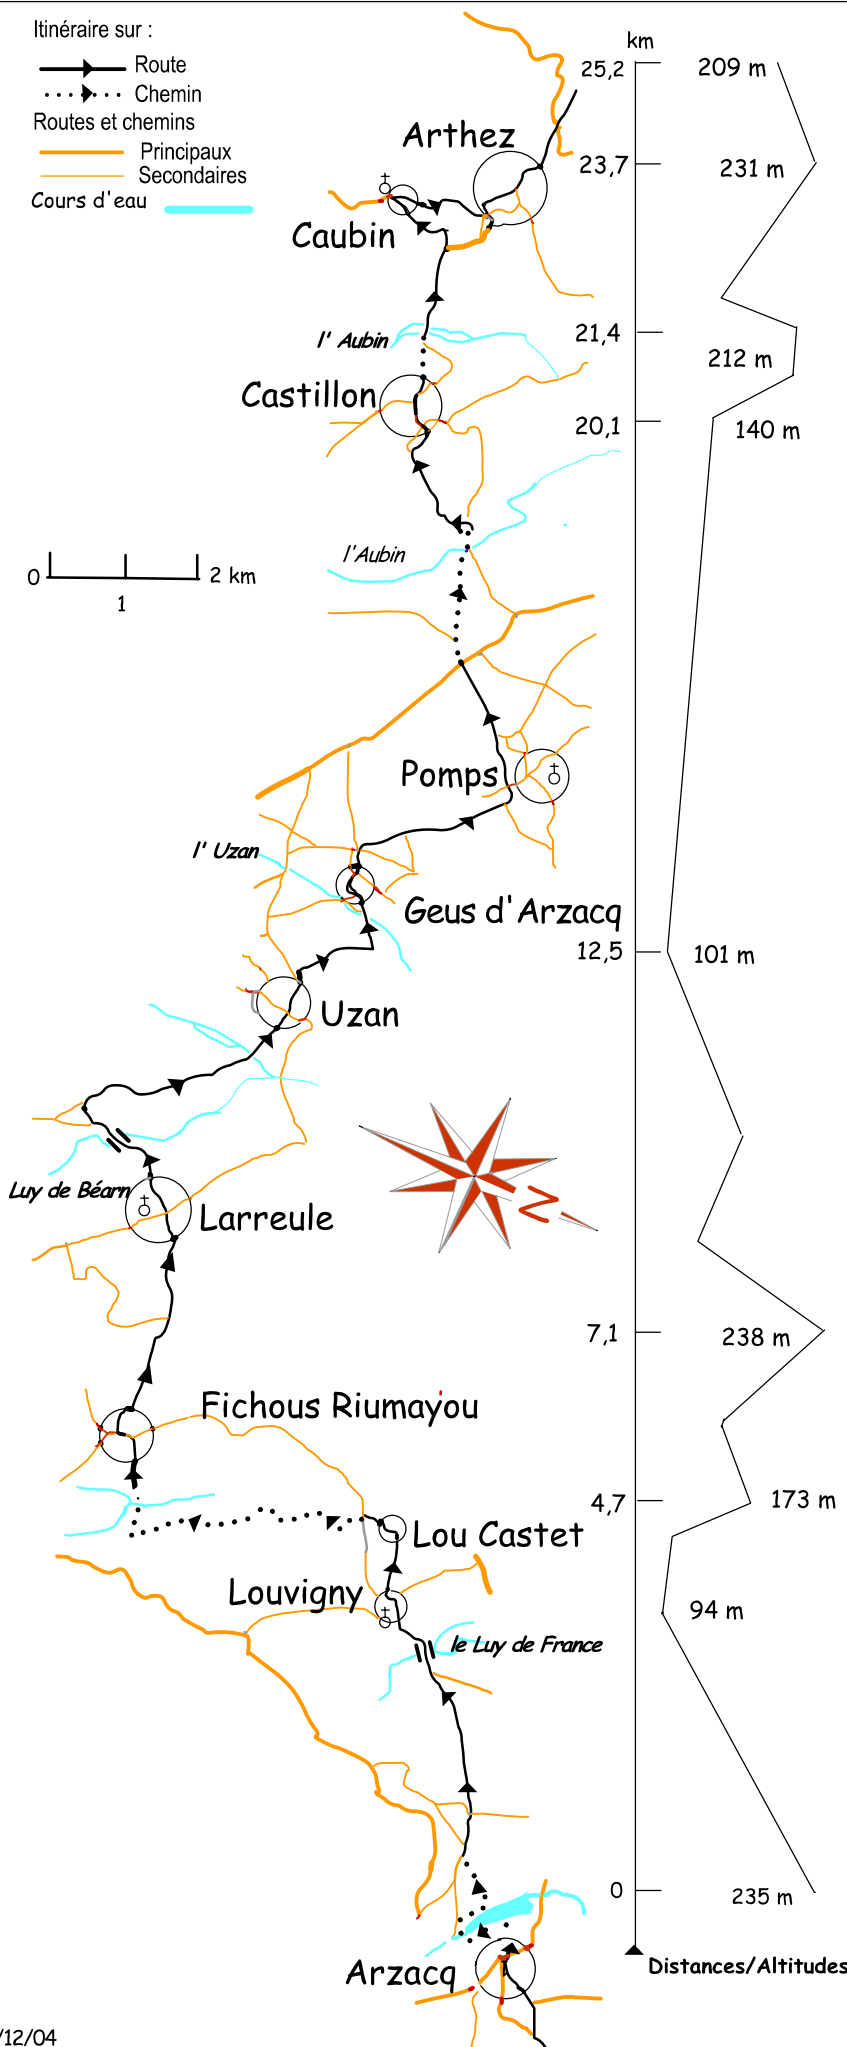 Itinéraire sur :
Route
Chemin
Routes et chemins
Principaux
Secondaires
Cours d'eau
km
25,2
209 m
Arthez
23,7
231 m
Caubin
l' Aubin
21,4
212 m
Castillon
20,1
140 m
l'Aubin
0
1
2 km
Pomps
l' Uzan
Geus d'Arzacq
12,5
101 m
Uzan
Luy de Béarn
Larreule
N
7,1
238 m
Fichous Riumayou
4,7
173 m
Lou Castet
Louvigny
94 m
le Luy de France
0
235 m
Arzacq
Distances/Altitudes
/12/04